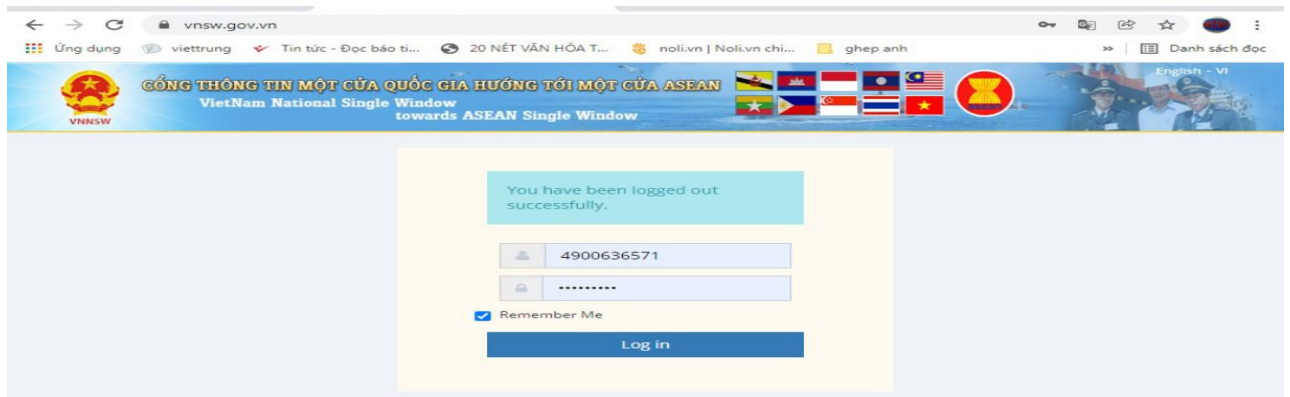 vnsw.gov.vn
Ứng dụng viettrung Tin tức - Đọc báo ti... 20 NÉT VĂN HÓA T... noli.vn | Noli.vn chi... ghep anh » Danh sách đọc
CỔNG THÔNG TIN MỘT CỬA QUỐC GIA HƯỚNG TỚI MỘT CỬA ASEAN
English - VI
VietNam National Single Window
towards ASEAN Single Window
VNNSW
You have been logged out
successfully.
4900636571
•••••••••
Remember Me
Log in